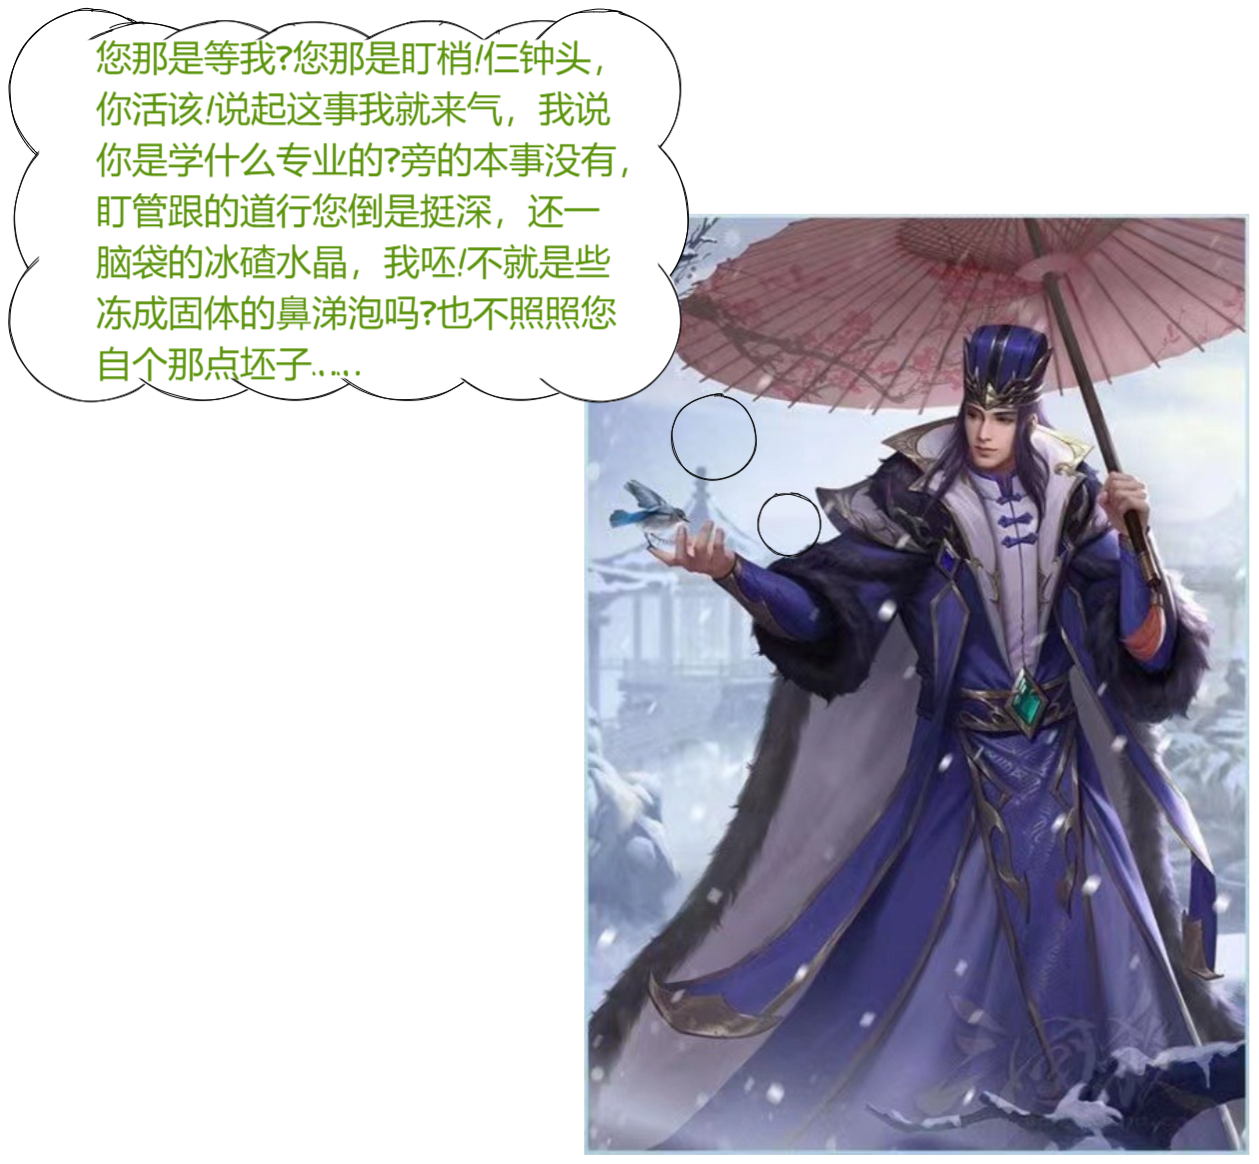 您那是等我?您那是盯梢!仨钟头，
你活该!说起这事我就来气，我说
你是学什么专业的?旁的本事没有，
盯管跟的道行您倒是挺深，还一
脑袋的冰碴水晶，我呸!不就是些
冻成固体的鼻涕泡吗?也不照照您
自个那点坯子……